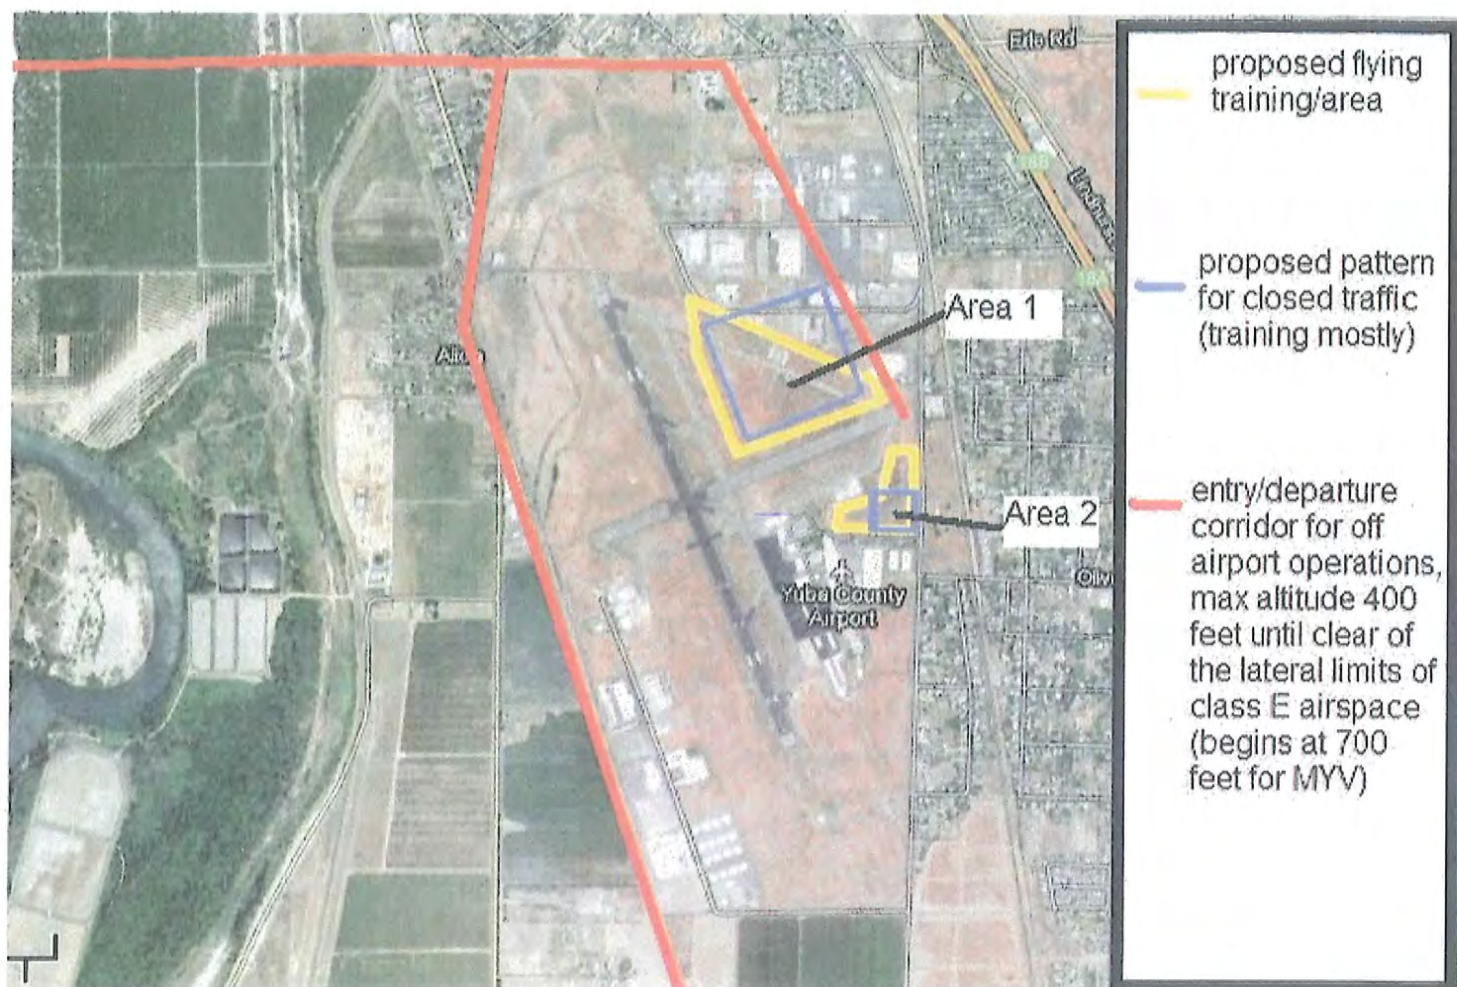 Erle Rd
proposed flying
training/area
Area 1
proposed pattern
for closed traffic
(training mostly)
Area 2
Yuba County
Airport
entry/departure
corridor for off
airport operations,
max altitude 400
feet until clear of
the lateral limits of
class E airspace
(begins at 700
feet for MYV)